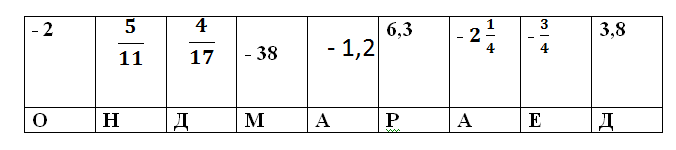 - 2 5/11 4/17 - 38 - 1,2 6,3 - 2 1/4 - 3/4 3,8
О Н Д М А Р А Е Д